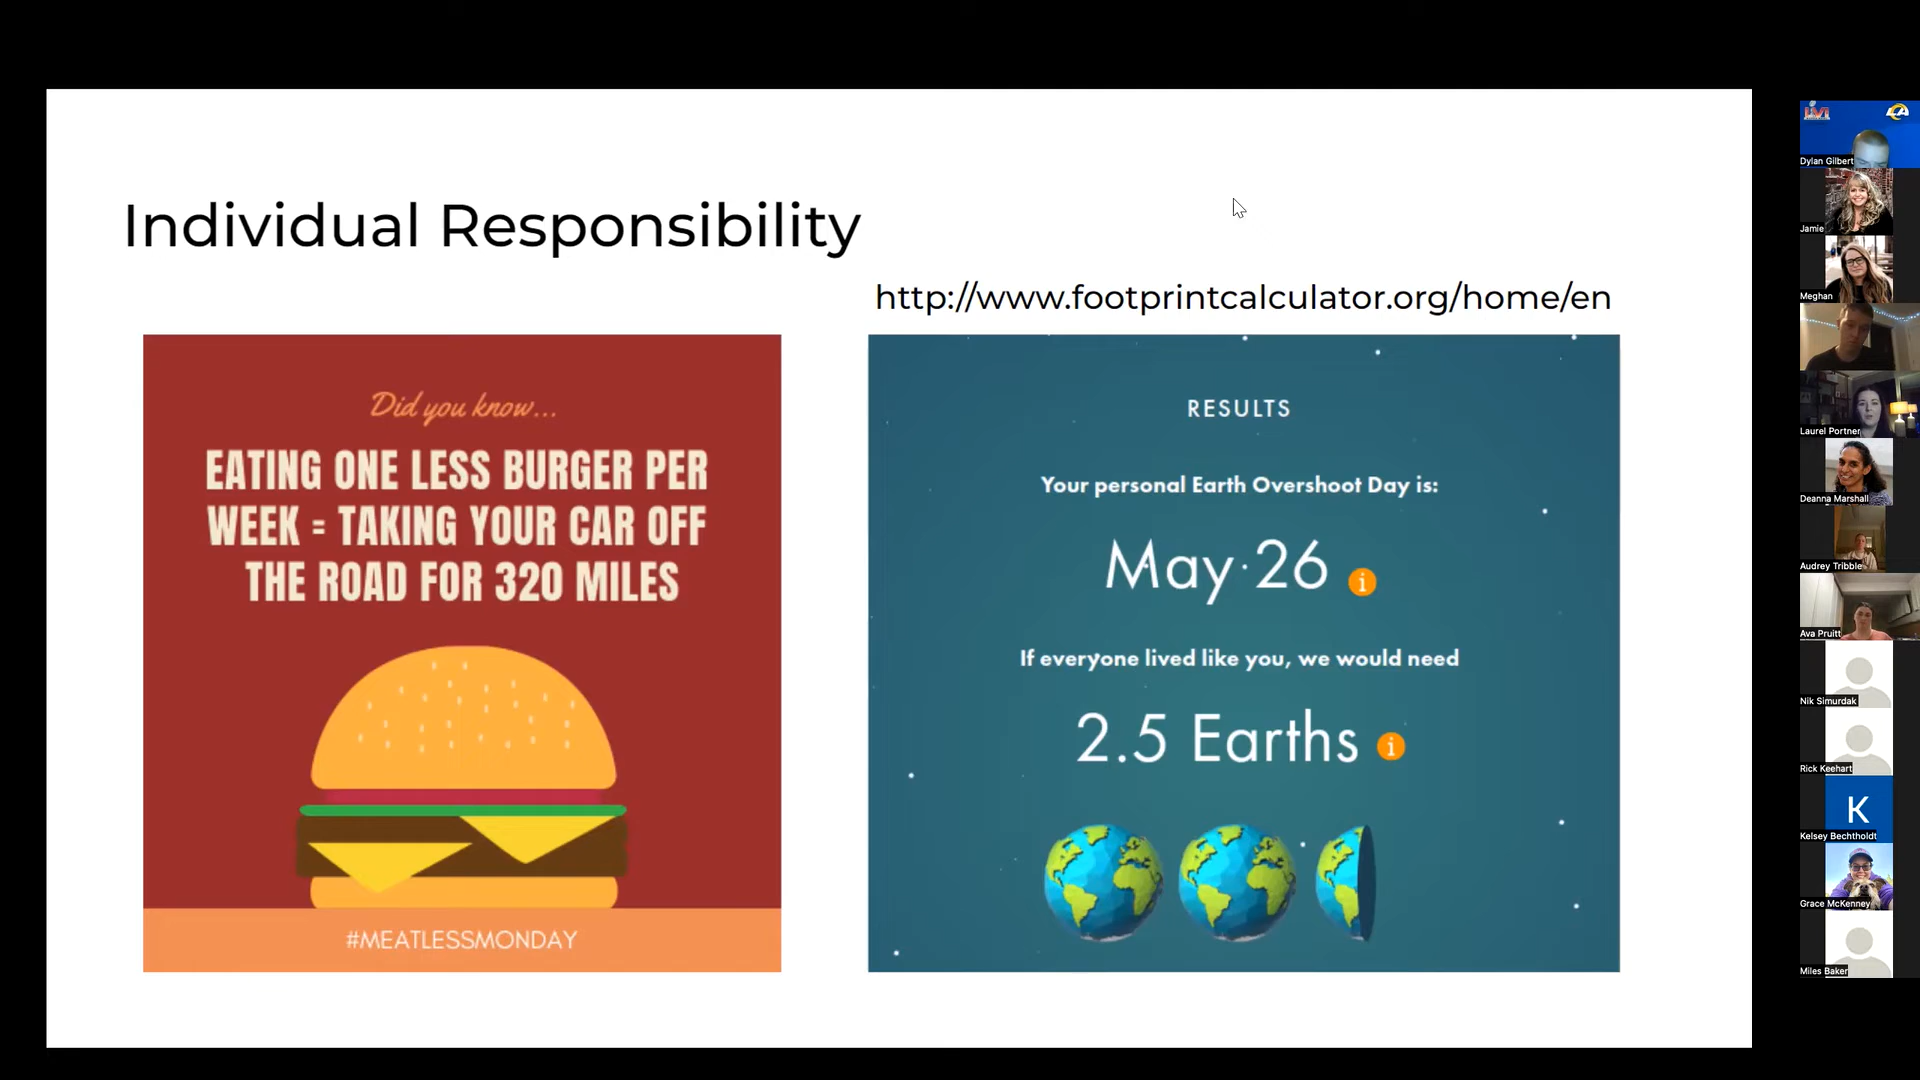 Individual Responsibility
http://www.footprintcalculator.org/home/en
Did you know...
EATING ONE LESS BURGER PER
WEEK = TAKING YOUR CAR OFF
THE ROAD FOR 320 MILES
#MEATLESSMONDAY
RESULTS
Your personal Earth Overshoot Day is:
May 26
i
If everyone lived like you, we would need
2.5 Earths
i
LVI
LA
Dylan Gilbert
Jamie
Meghan
Laurel Portner
Deanna Marshall
Audrey Tribble
Ava Pruitt
Nik Simurdak
Rick Keehart
K
Kelsey Bechtholdt
Grace McKenney
Miles Baker